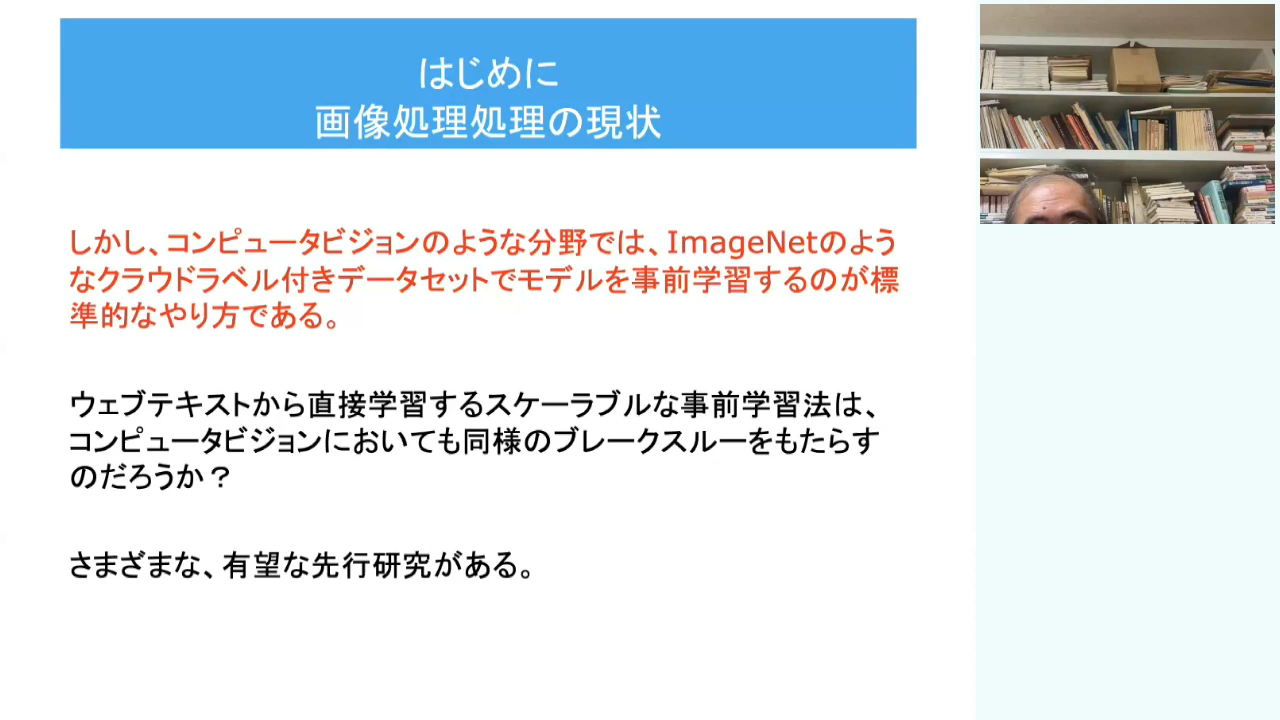 はじめに
画像処理処理の現状
しかし、コンピュータビジョンのような分野では、ImageNetのよう
なクラウドラベル付きデータセットでモデルを事前学習するのが標
準的なやり方である。
ウェブテキストから直接学習するスケーラブルな事前学習法は、
コンピュータビジョンにおいても同様のブレークスルーをもたらす
のだろうか？
さまざまな、有望な先行研究がある。